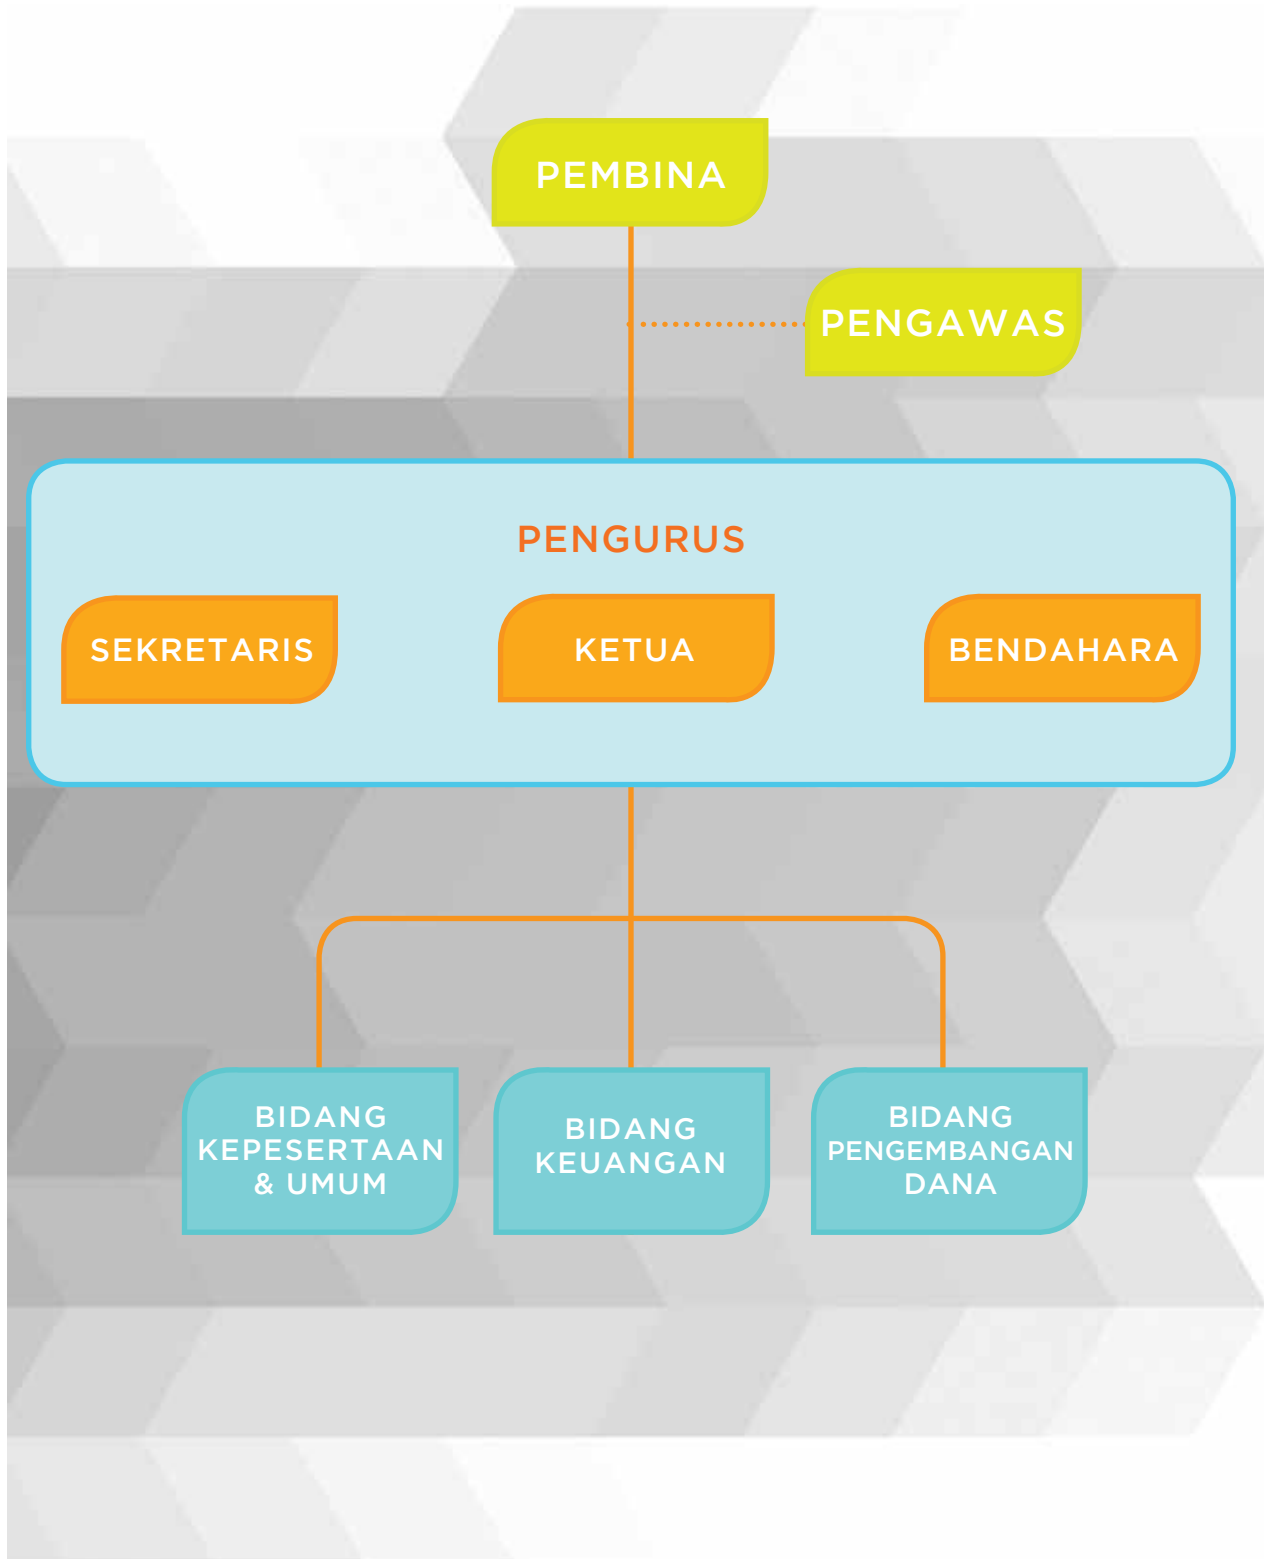 PEMBINA
PENGAWAS
PENGURUS
SEKRETARIS
KETUA
BENDAHARA
BIDANG
KEPESERTAAN
& UMUM
BIDANG
KEUANGAN
BIDANG
PENGEMBANGAN
DANA